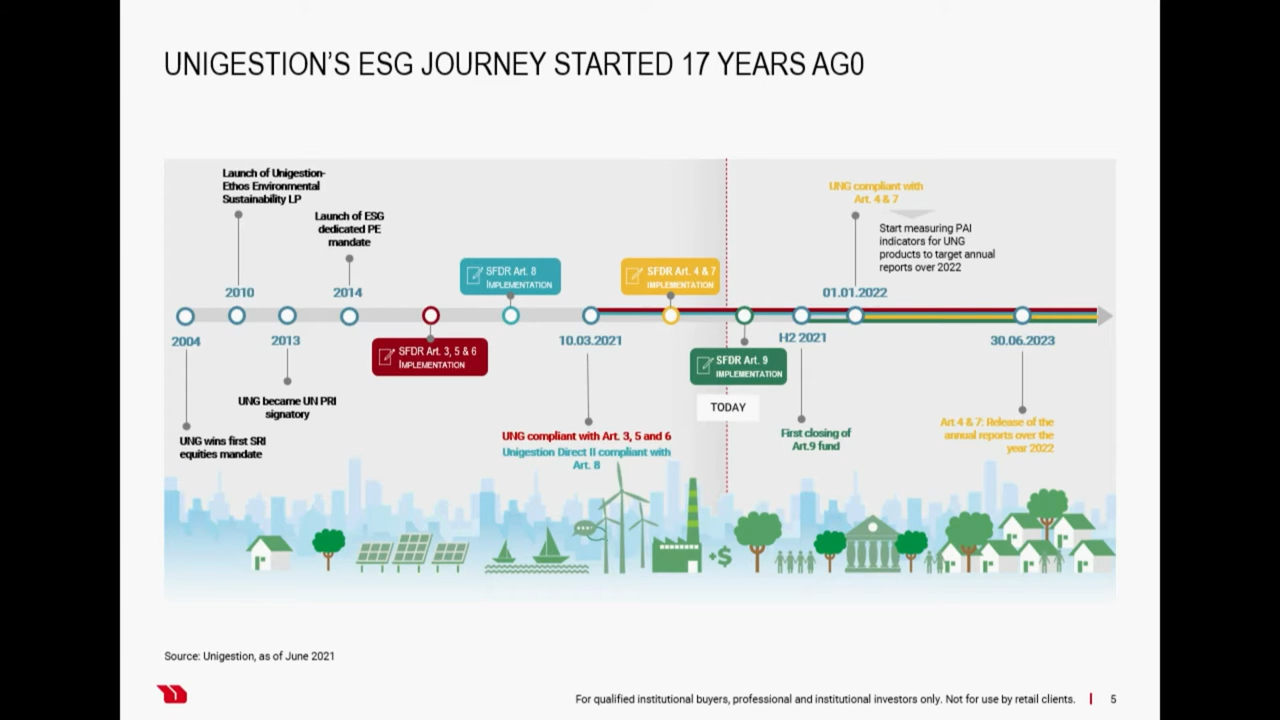 UNIGESTION'S ESG JOURNEY STARTED 17 YEARS AG0
Launch of Unigestion-
Ethos Environmental
Sustainability LP
Launch of ESG
dedicated PE
mandate
UNG compliant with
Art. 4 & 7
Start measuring PAI
indicators for UNG
products to target annual
reports over 2022
SFDR Art. 8
IMPLEMENTATION
SFDR Art. 4 & 7
IMPLEMENTATION
2010
2014
01.01.2022
2004
2013
10.03.2021
H2 2021
30.06.2023
SFDR Art. 3, 5 & 6
IMPLEMENTATION
SFDR Art. 9
IMPLEMENTATION
TODAY
UNG became UN PRI
signatory
UNG wins first SRI
equities mandate
UNG compliant with Art. 3, 5 and 6
Unigestion Direct II compliant with
Art. 8
First closing of
Art.9 fund
Art 4 & 7: Release of the
annual reports over the
year 2022
+$
Source: Unigestion, as of June 2021
For qualified institutional buyers, professional and institutional investors only. Not for use by retail clients. | 5